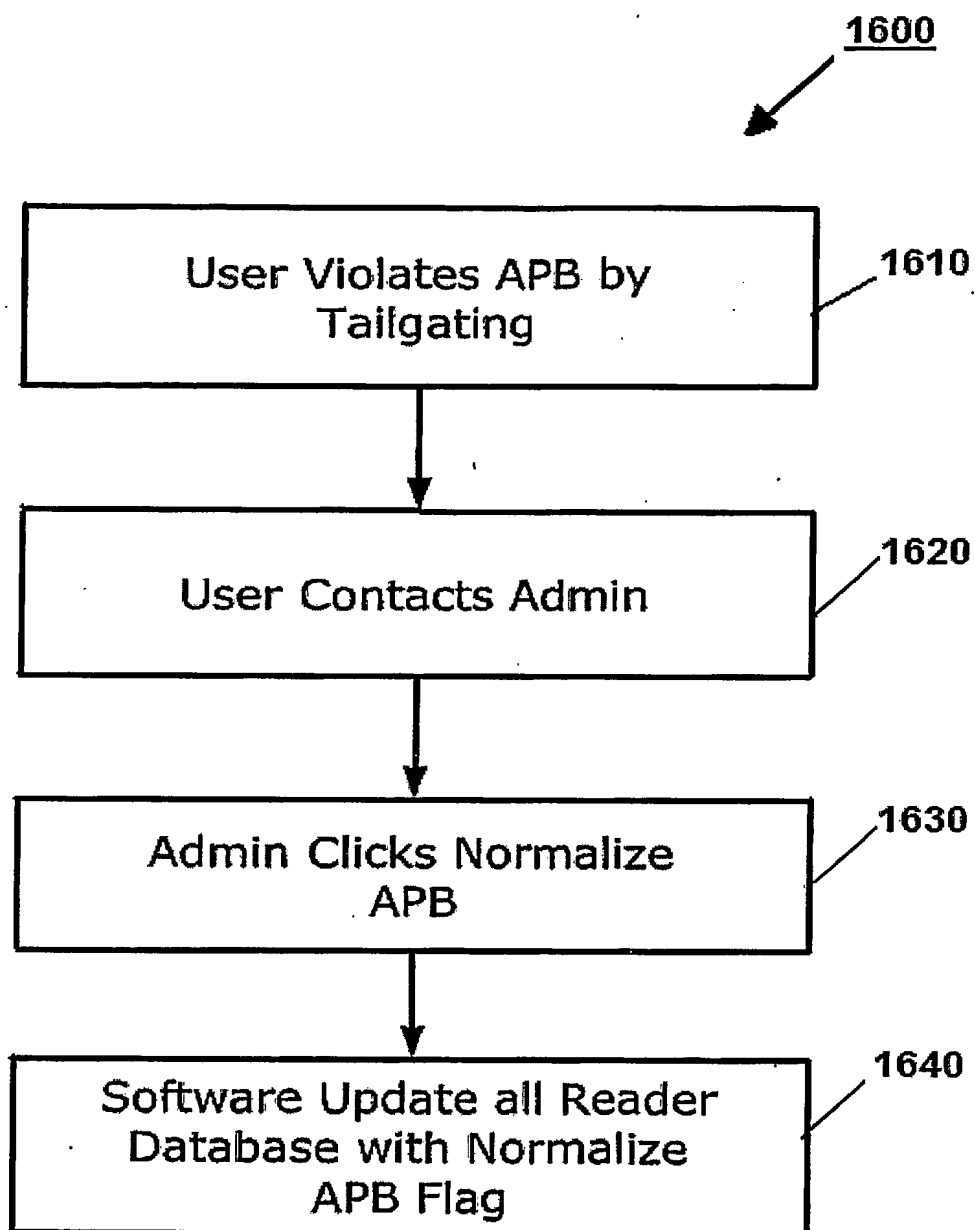 1600
User Violates APB by
Tailgating
1610
User Contacts Admin
1620
Admin Clicks Normalize
APB
1630
Software Update all Reader
Database with Normalize
APB Flag
1640